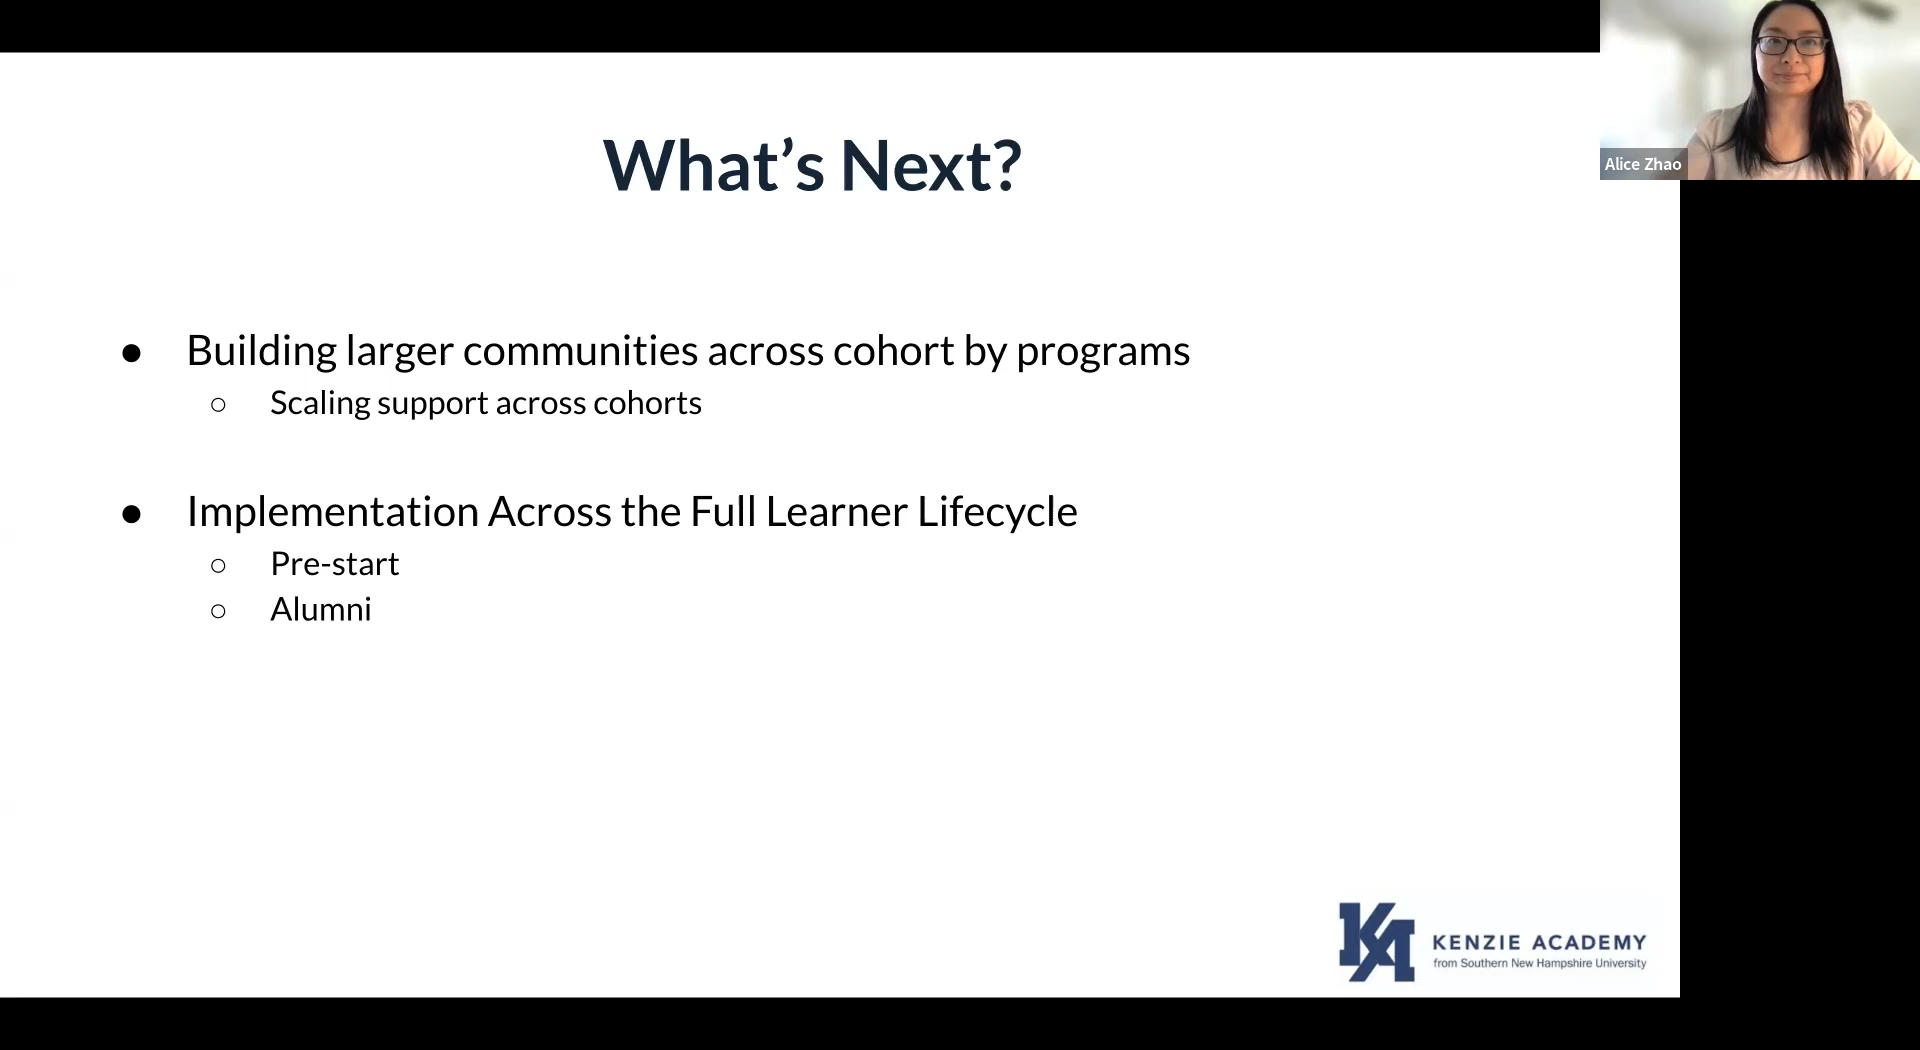 What’s Next?
● Building larger communities across cohort by programs
○ Scaling support across cohorts
● Implementation Across the Full Learner Lifecycle
○ Pre-start
○ Alumni
KENZIE ACADEMY
from Southern New Hampshire University
Alice Zhao